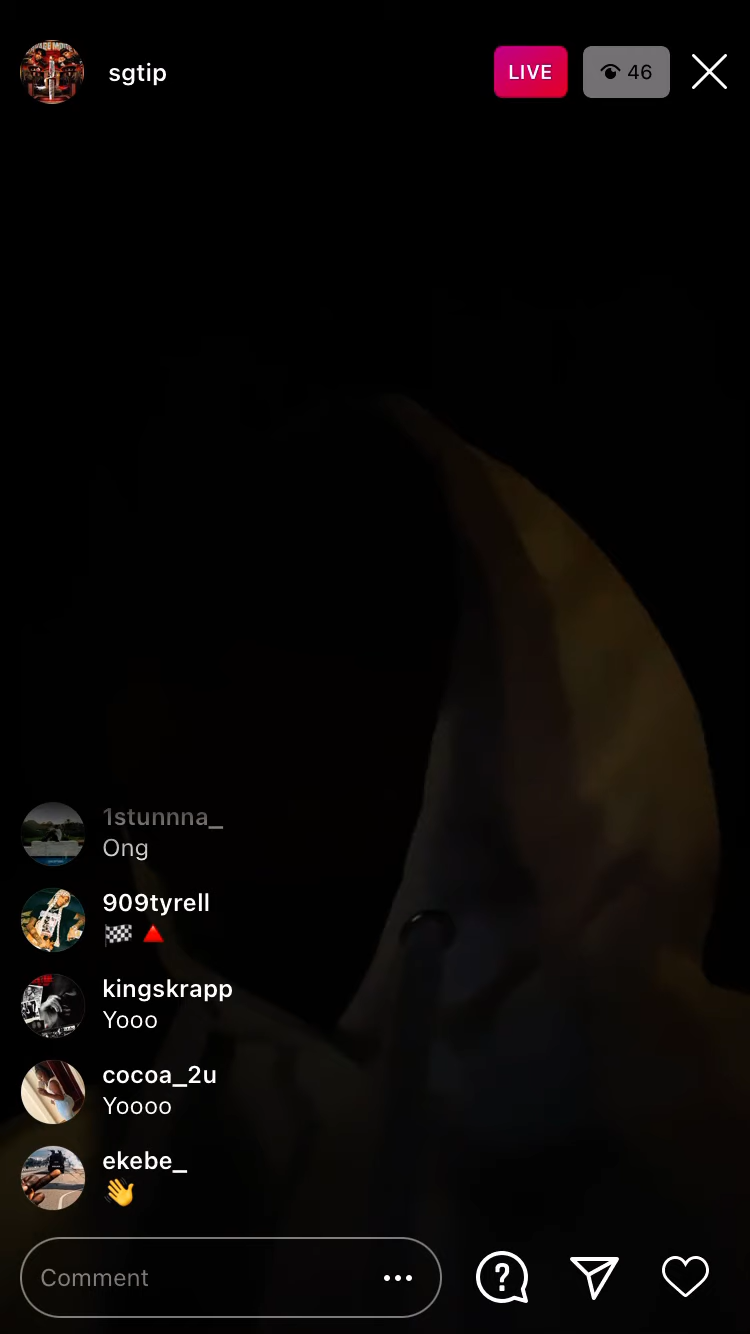 sgtip
LIVE
46
1stunnna_
Ong
909tyrell
🏁 🔺
kingskrapp
Yooo
cocoa_2u
Yoooo
ekebe_
👋
Comment